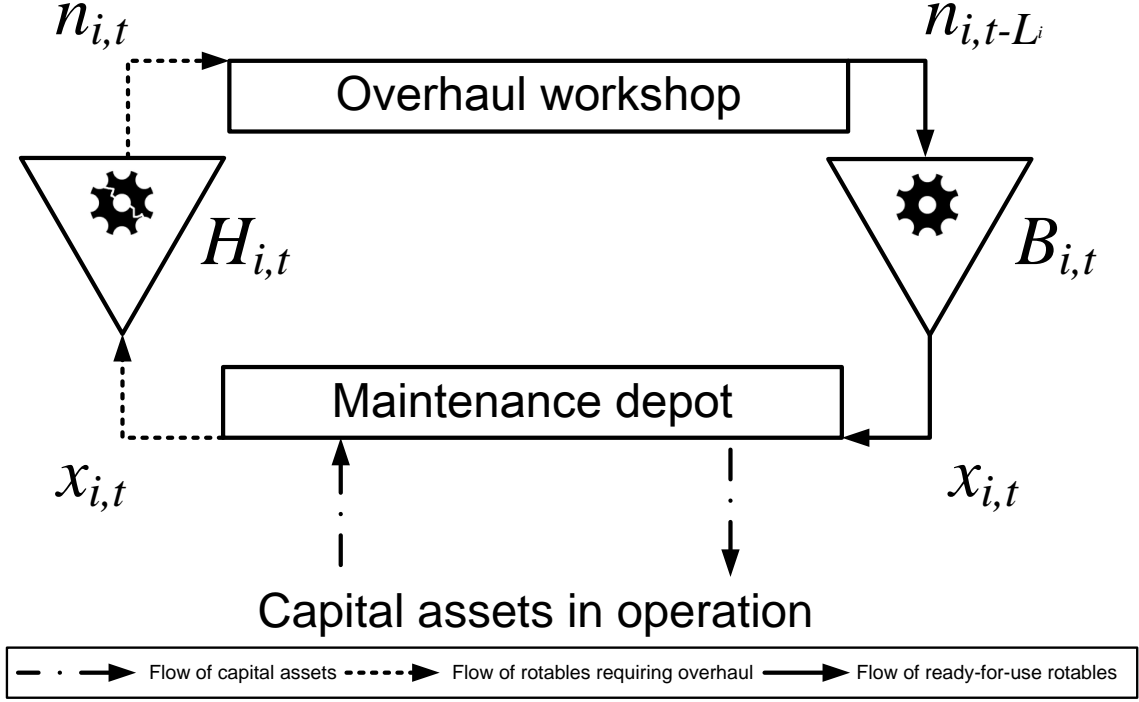 n_{i,t} n_{i,t-L_i}
Overhaul workshop
H_{i,t} B_{i,t}
Maintenance depot
x_{i,t} x_{i,t}
Capital assets in operation
Flow of capital assets Flow of rotables requiring overhaul Flow of ready-for-use rotables